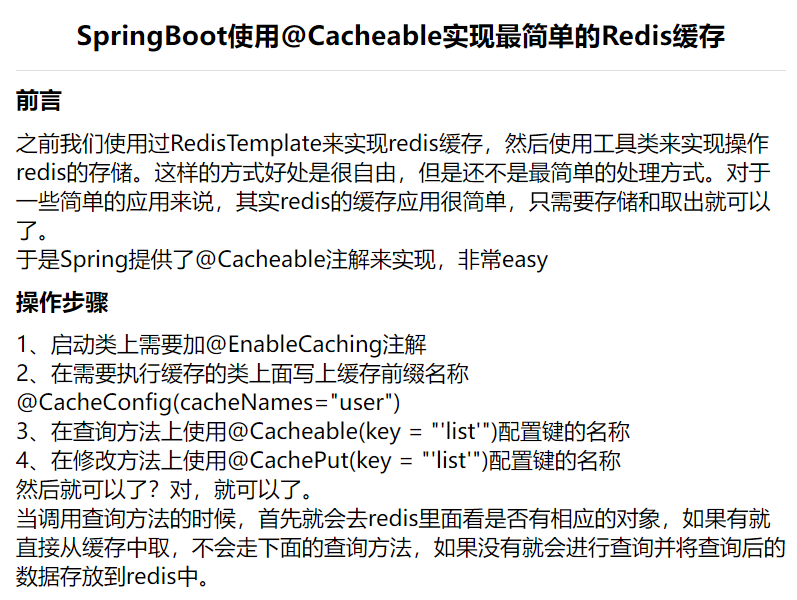 SpringBoot使用@Cacheable实现最简单的Redis缓存
前言
之前我们使用过RedisTemplate来实现redis缓存，然后使用工具类来实现操作
redis的存储。这样的方式好处是很自由，但是还不是最简单的处理方式。对于
一些简单的应用来说，其实redis的缓存应用很简单，只需要存储和取出就可以
了。
于是Spring提供了@Cacheable注解来实现，非常easy
操作步骤
1、启动类上需要加@EnableCaching注解
2、在需要执行缓存的类上面写上缓存前缀名称
@CacheConfig(cacheNames="user")
3、在查询方法上使用@Cacheable(key = "'list'")配置键的名称
4、在修改方法上使用@CachePut(key = "'list'")配置键的名称
然后就可以了？对，就可以了。
当调用查询方法的时候，首先就会去redis里面看是否有相应的对象，如果有就
直接从缓存中取，不会走下面的查询方法，如果没有就会进行查询并将查询后的
数据存放到redis中。